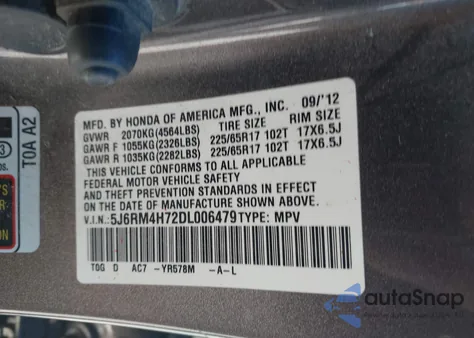 MFD. BY HONDA OF AMERICA MFG., INC. 09/'12
GVWR 2070KG(4564LBS) TIRE SIZE RIM SIZE
GAWR F 1055KG(2326LBS) 225/65R17 102T 17X6.5J
GAWR R 1035KG(2282LBS) 225/65R17 102T 17X6.5J
THIS VEHICLE CONFORMS TO ALL APPLICABLE
FEDERAL MOTOR VEHICLE SAFETY
AND THEFT PREVENTION STANDARDS IN EFFECT ON
THE DATE OF MANUFACTURE SHOWN ABOVE.
V.I.N: 5J6RM4H72DL006479 TYPE: MPV
T0G D AC7 -YR578M -A-L
T0A A2
3
autoSnap